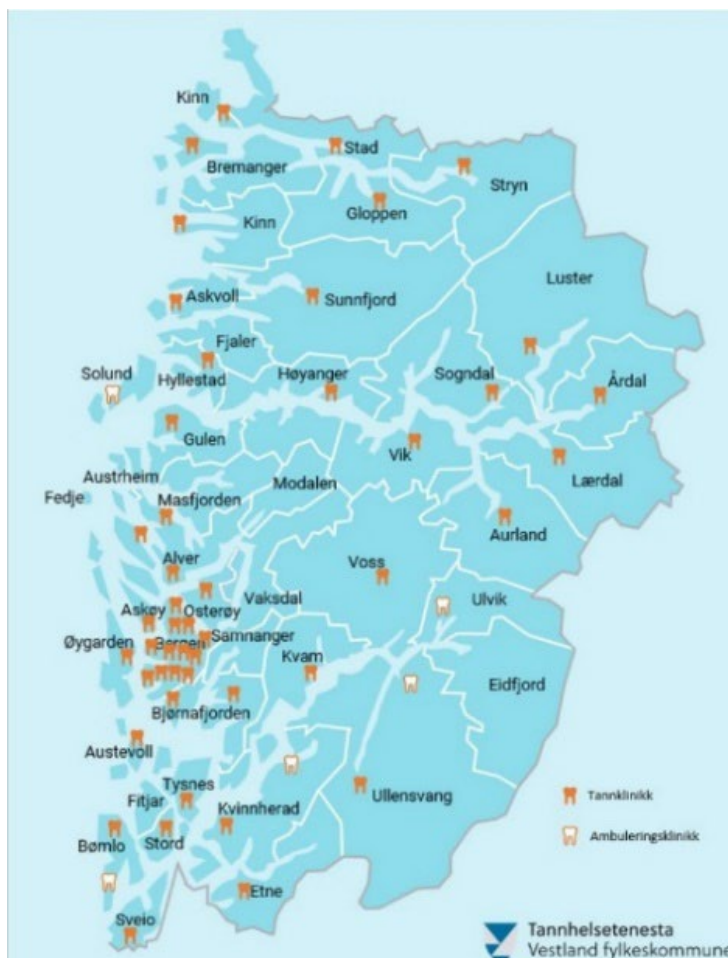 Kinn
Stad
Bremanger
Stryn
Gloppen
Kinn
Luster
Askvoll
Sunnfjord
Fjaler
Solund
Hyllestad
Høyanger
Sogndal
Årdal
Gulen
Vik
Lærdal
Austrheim
Modalen
Fedje
Masfjorden
Aurland
Alver
Voss
Vaksdal
Ulvik
Askøy
Osterøy
Samnanger
Øygarden
Bergen
Kvam
Eidfjord
Bjørnafjorden
Austevoll
Tysnes
Fitjar
Kvinnherad
Ullensvang
Tannklinikk
Bømlo
Stord
Ambuleringsklinikk
Etne
Sveio
Tannhelsetenesta
Vestland fylkeskommune